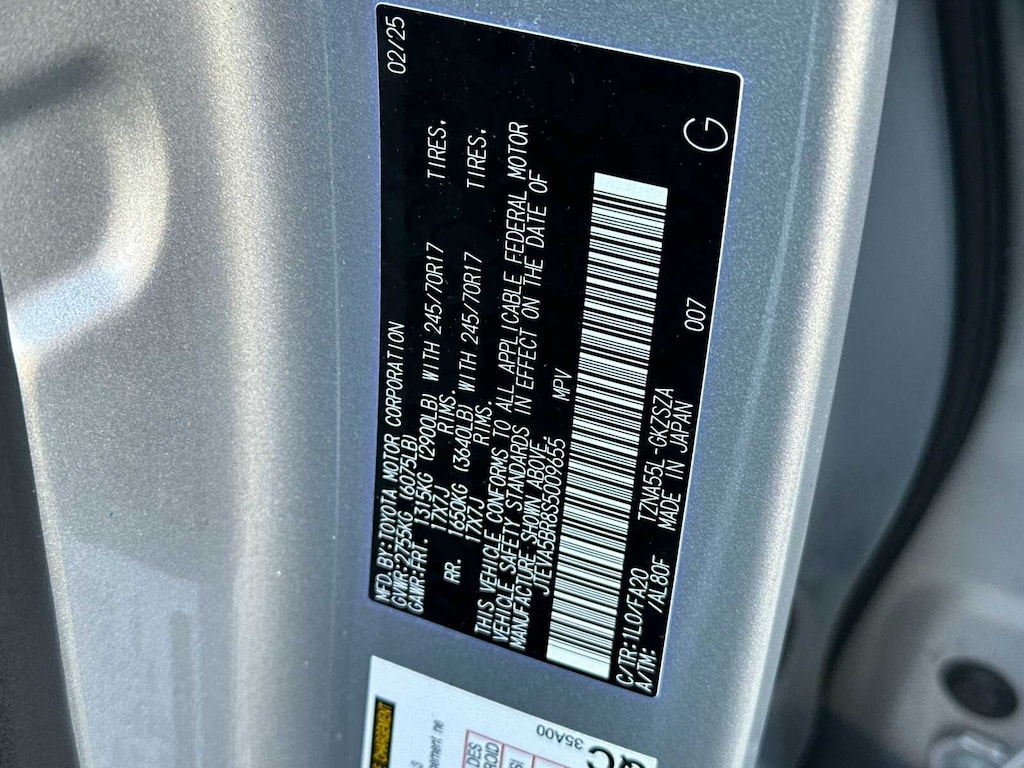 MFD. BY:TOYOTA MOTOR CORPORATION 02/25
GVWR:2755KG (6075LB)
GAWR:FRT. 1315KG (2900LB) WITH 245/70R17 TIRES.
17X7J RIMS.
RR. 1650KG (3640LB) WITH 245/70R17 TIRES.
17X7J RIMS.
THIS VEHICLE CONFORMS TO ALL APPLICABLE FEDERAL MOTOR
VEHICLE SAFETY STANDARDS IN EFFECT ON THE DATE OF
MANUFACTURE SHOWN ABOVE.
JTEVA5BR8S5009655 MPV
C/TR:1L0/FA20 TZNA55L-GKZSZA 007 G
A/TM: /AL80F MADE IN JAPAN
35A00